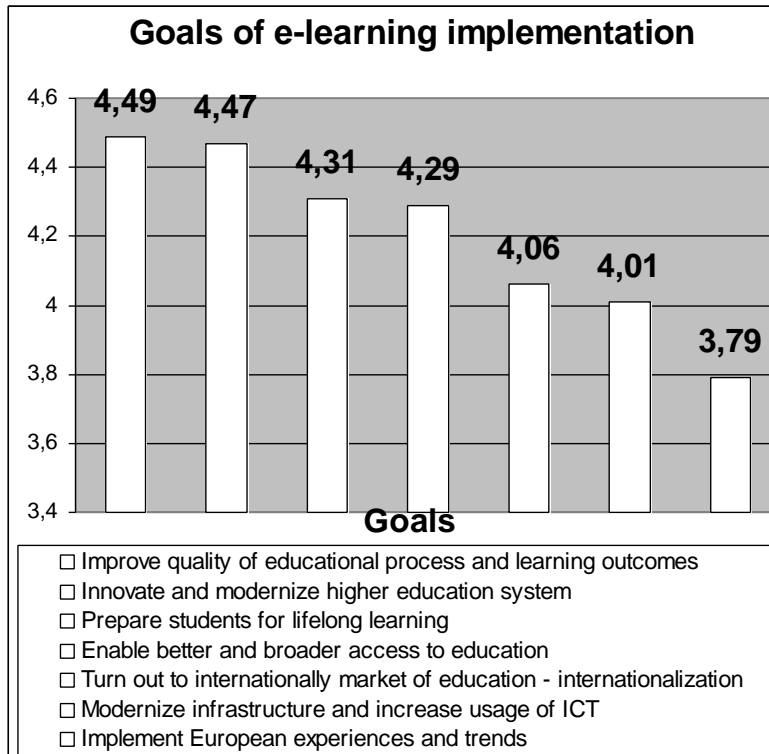 Goals of e-learning implementation
4,6
4,4
4,2
4
3,8
3,6
3,4
4,49
4,47
4,31
4,29
4,06
4,01
3,79
Goals
Improve quality of educational process and learning outcomes
Innovate and modernize higher education system
Prepare students for lifelong learning
Enable better and broader access to education
Turn out to internationally market of education - internationalization
Modernize infrastructure and increase usage of ICT
Implement European experiences and trends